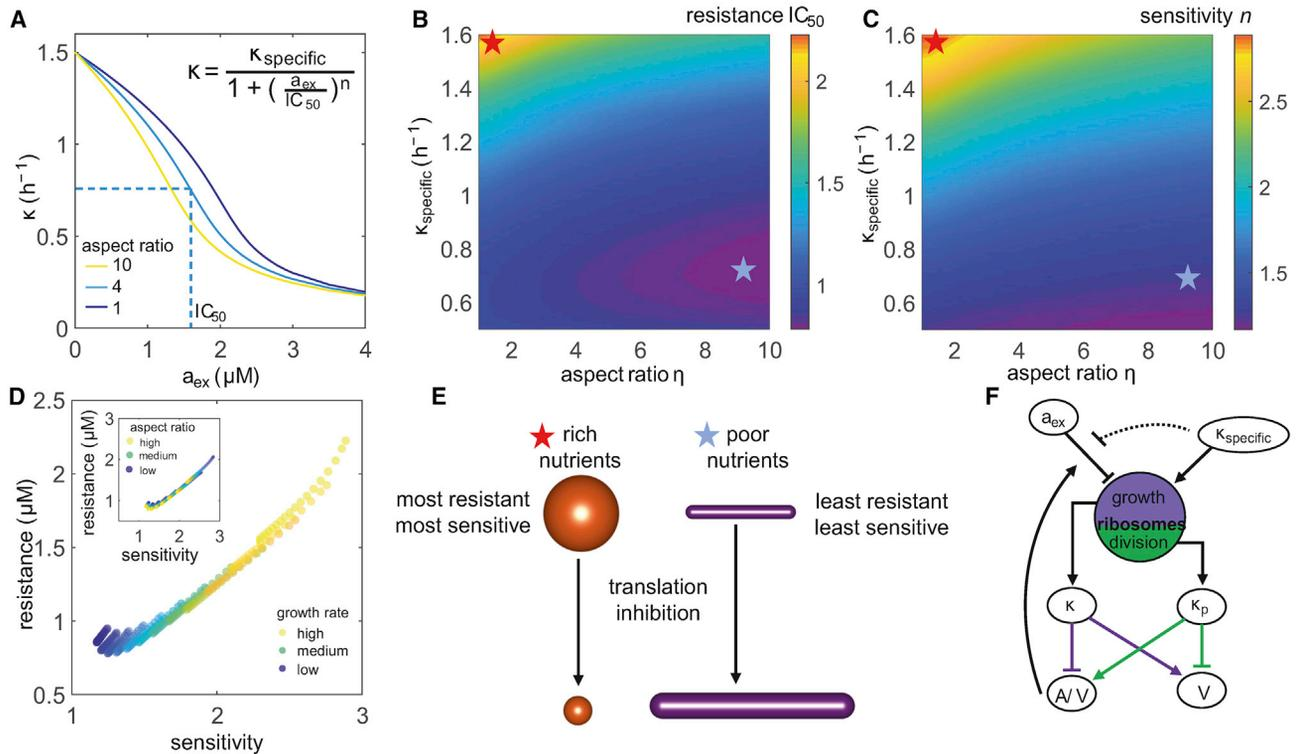 A
κ = κspecific / 1 + ( aex / IC50 )^n
1.5
1
0.5
0
κ (h⁻¹)
aspect ratio
10
4
1
IC50
0 1 2 3 4
aex (µM)
B
resistance IC50
1.6
1.4
1.2
1
0.8
0.6
κspecific (h⁻¹)
2 4 6 8 10
aspect ratio η
2
1.5
1
C
sensitivity n
1.6
1.4
1.2
1
0.8
0.6
κspecific (h⁻¹)
2 4 6 8 10
aspect ratio η
2.5
2
1.5
D
2.5
2
1.5
1
0.5
resistance (µM)
3
2
1
resistance (µM)
aspect ratio
high
medium
low
1 2 3
sensitivity
growth rate
high
medium
low
1 2 3
sensitivity
E
rich
nutrients
poor
nutrients
most resistant
most sensitive
least resistant
least sensitive
translation
inhibition
F
aex
κspecific
growth
ribosomes
division
κ
κp
A/V
V